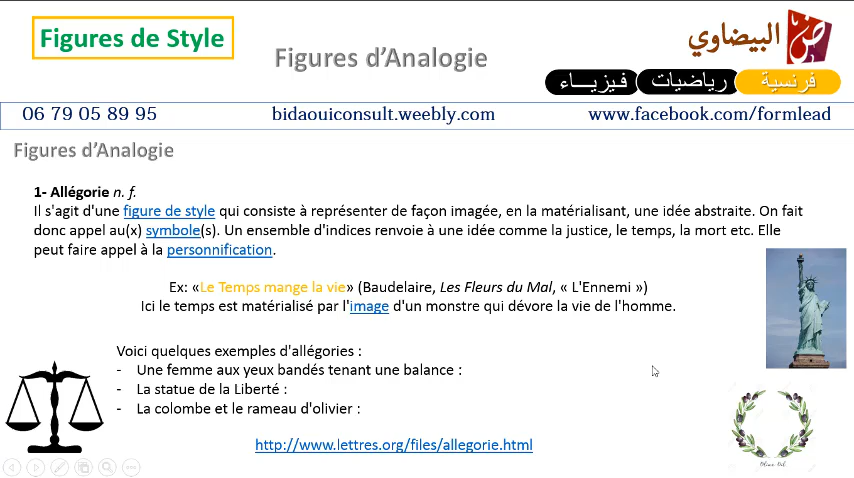 Figures de Style
Figures d'Analogie
البيضاوي
فيزيـــاء
رياضيات
فرنسية
06 79 05 89 95
bidaouiconsult.weebly.com
www.facebook.com/formlead
Figures d'Analogie
1- Allégorie n. f.
Il s'agit d'une figure de style qui consiste à représenter de façon imagée, en la matérialisant, une idée abstraite. On fait
donc appel au(x) symbole(s). Un ensemble d'indices renvoie à une idée comme la justice, le temps, la mort etc. Elle
peut faire appel à la personnification.
Ex: «Le Temps mange la vie» (Baudelaire, Les Fleurs du Mal, « L'Ennemi »)
Ici le temps est matérialisé par l'image d'un monstre qui dévore la vie de l'homme.
Voici quelques exemples d'allégories :
- Une femme aux yeux bandés tenant une balance :
- La statue de la Liberté :
- La colombe et le rameau d'olivier :
http://www.lettres.org/files/allegorie.html